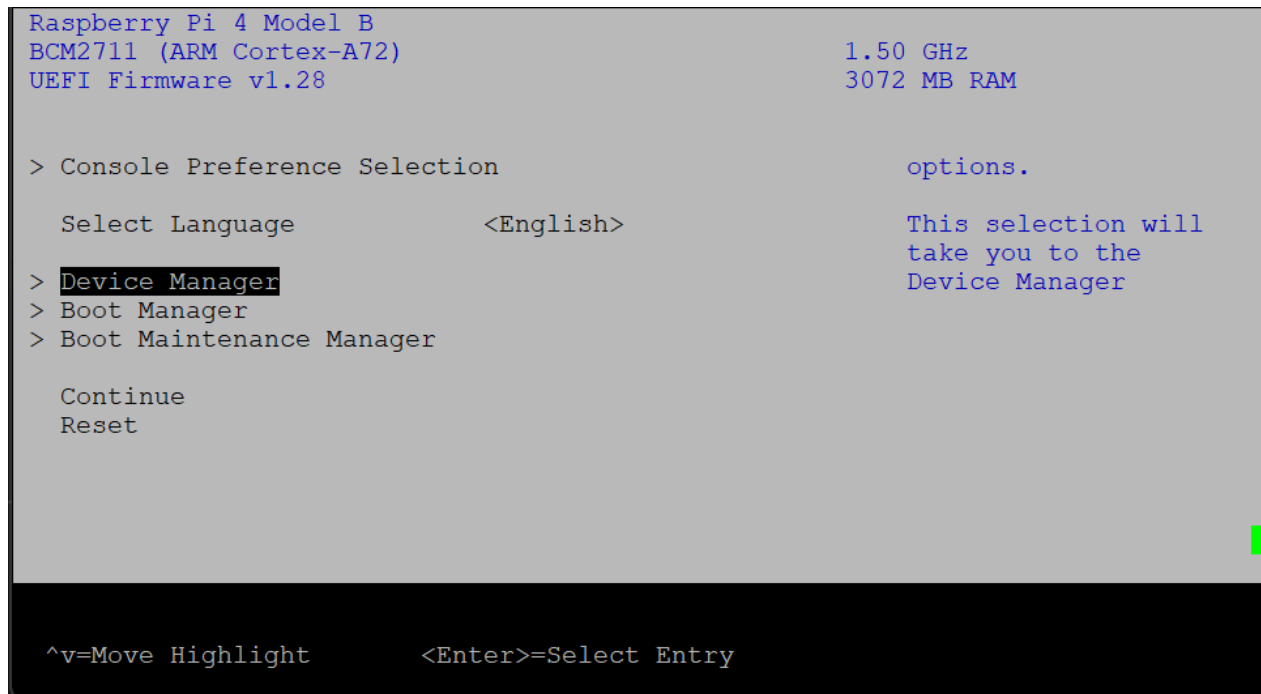 Raspberry Pi 4 Model B
BCM2711 (ARM Cortex-A72) 1.50 GHz
UEFI Firmware v1.28 3072 MB RAM
> Console Preference Selection options.
Select Language <English> This selection will
take you to the
> Device Manager Device Manager
> Boot Manager
> Boot Maintenance Manager
Continue
Reset
^v=Move Highlight <Enter>=Select Entry